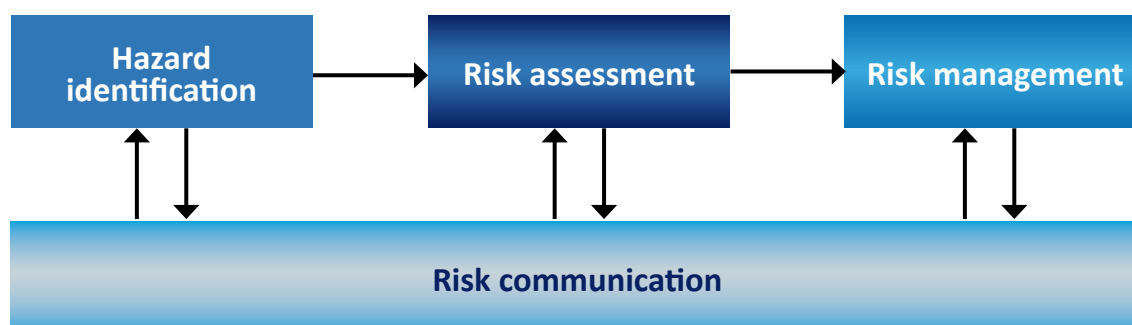 Hazard
identification
Risk assessment
Risk management
Risk communication